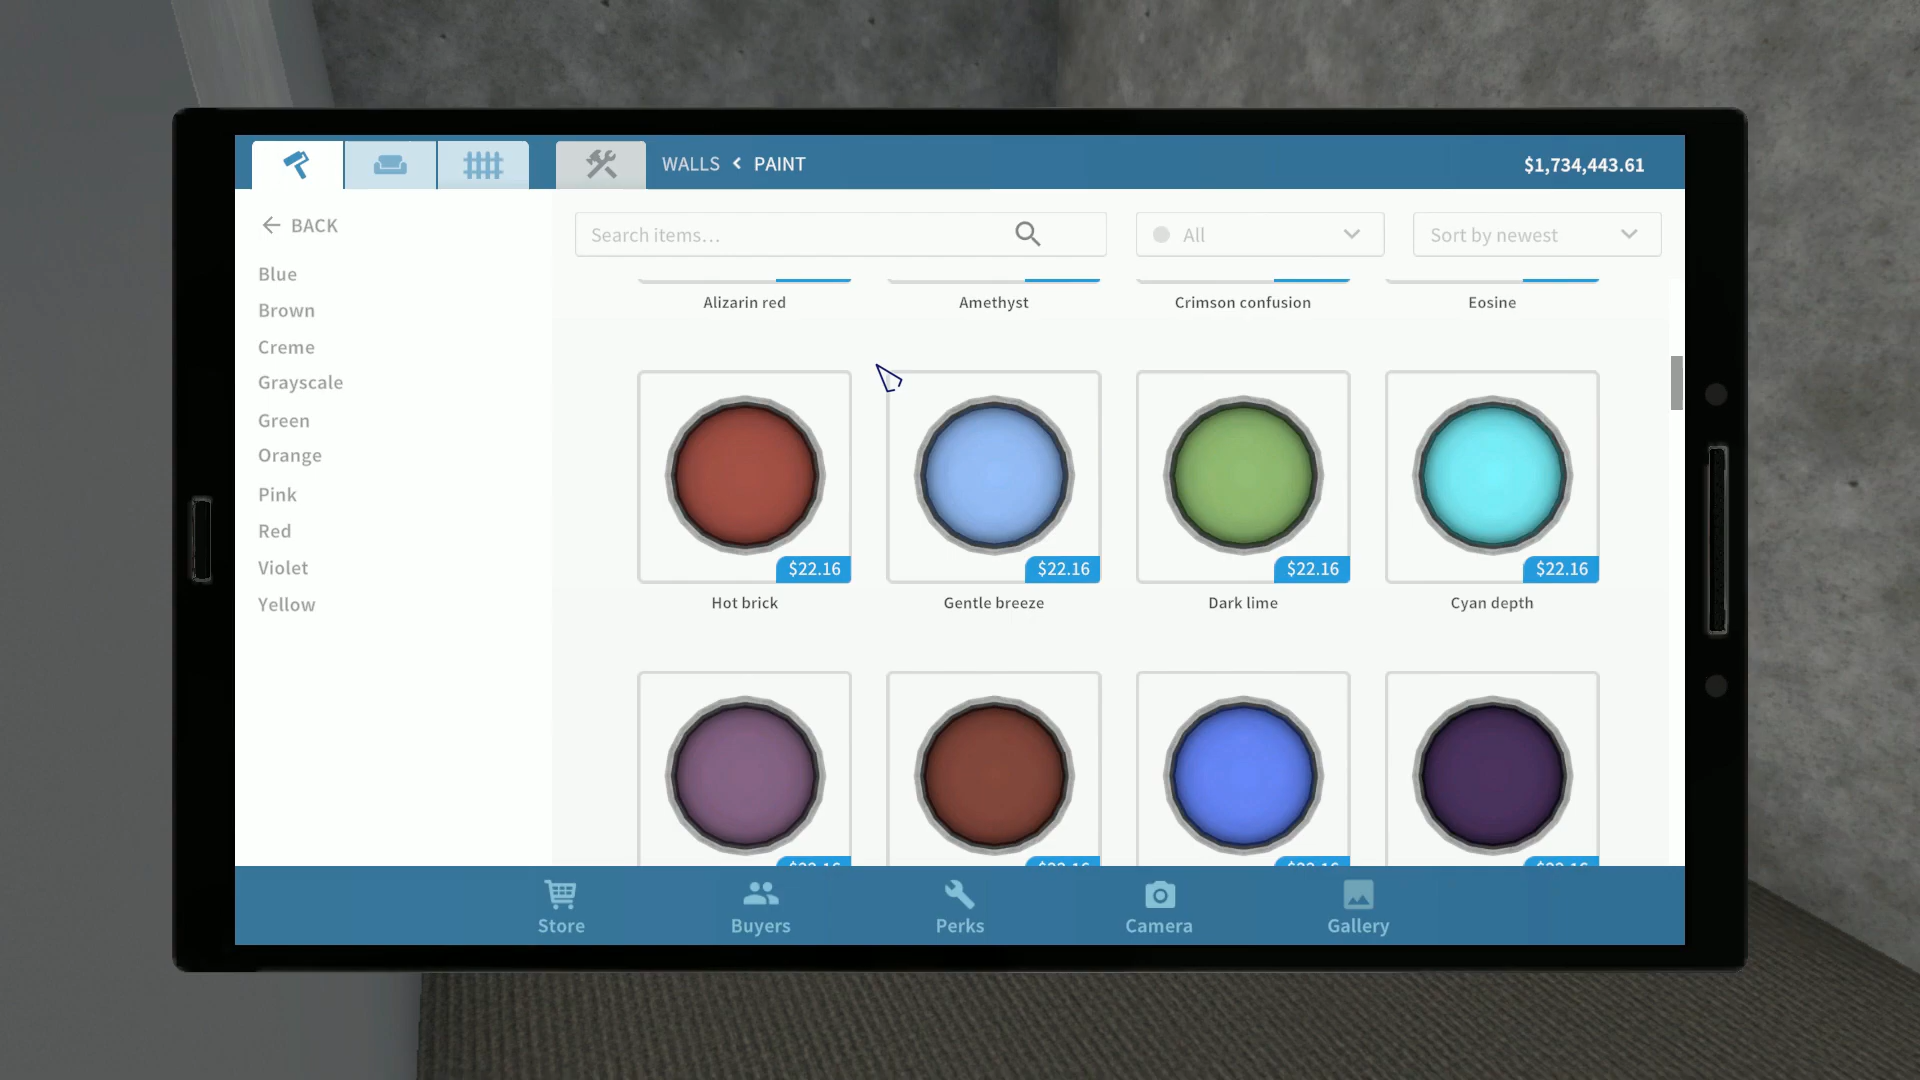 WALLS < PAINT
$1,734,443.61
BACK
Search items...
All
Sort by newest
Blue
Brown
Creme
Grayscale
Green
Orange
Pink
Red
Violet
Yellow
Alizarin red
Amethyst
Crimson confusion
Eosine
$22.16
$22.16
$22.16
$22.16
Hot brick
Gentle breeze
Dark lime
Cyan depth
Store
Buyers
Perks
Camera
Gallery